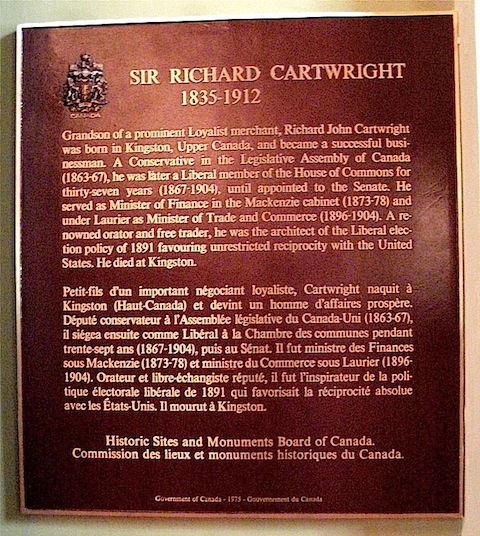 CANADA
SIR RICHARD CARTWRIGHT
1835-1912
Grandson of a prominent Loyalist merchant, Richard John Cartwright
was born in Kingston, Upper Canada, and became a successful busi-
nessman. A Conservative in the Legislative Assembly of Canada
(1863-67), he was later a Liberal member of the House of Commons for
thirty-seven years (1867-1904), until appointed to the Senate. He
served as Minister of Finance in the Mackenzie cabinet (1873-78) and
under Laurier as Minister of Trade and Commerce (1896-1904). A re-
nowned orator and free trader, he was the architect of the Liberal elec-
tion policy of 1891 favouring unrestricted reciprocity with the United
States. He died at Kingston.
Petit-fils d'un important négociant loyaliste, Cartwright naquit à
Kingston (Haut-Canada) et devint un homme d'affaires prospère.
Député conservateur à l'Assemblée législative du Canada-Uni (1863-67),
il siégea ensuite comme Libéral à la Chambre des communes pendant
trente-sept ans (1867-1904), puis au Sénat. Il fut ministre des Finances
sous Mackenzie (1873-78) et ministre du Commerce sous Laurier (1896-
1904). Orateur et libre-échangiste réputé, il fut l'inspirateur de la poli-
tique électorale libérale de 1891 qui favorisait la réciprocité absolue
avec les États-Unis. Il mourut à Kingston.
Historic Sites and Monuments Board of Canada.
Commission des lieux et monuments historiques du Canada.
Government of Canada - 1975 - Gouvernement du Canada